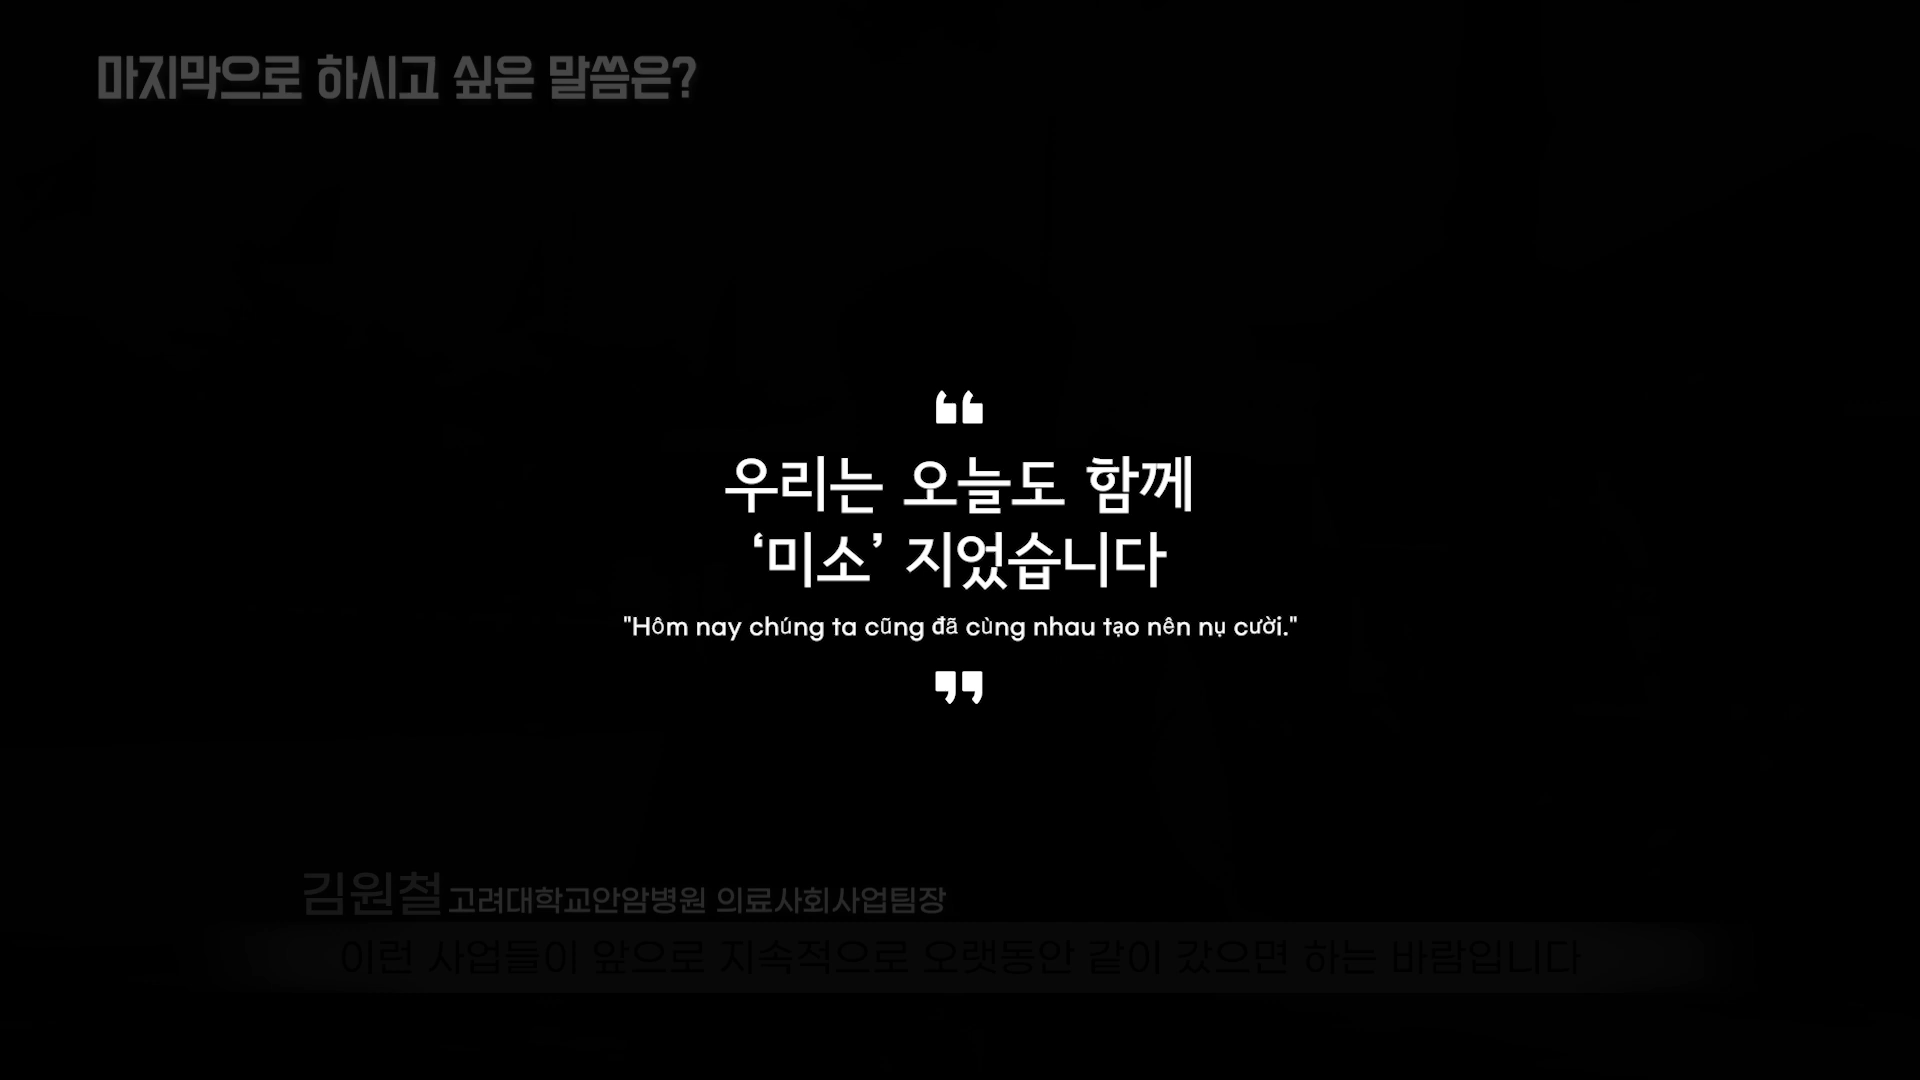 마지막으로 하시고 싶은 말씀은?
❝
우리는 오늘도 함께
‘미소’ 지었습니다
"Hôm nay chúng ta cũng đã cùng nhau tạo nên nụ cười."
❞
김원철 고려대학교안암병원 의료사회사업팀장
이런 사업들이 앞으로 지속적으로 오랫동안 같이 갔으면 하는 바람입니다